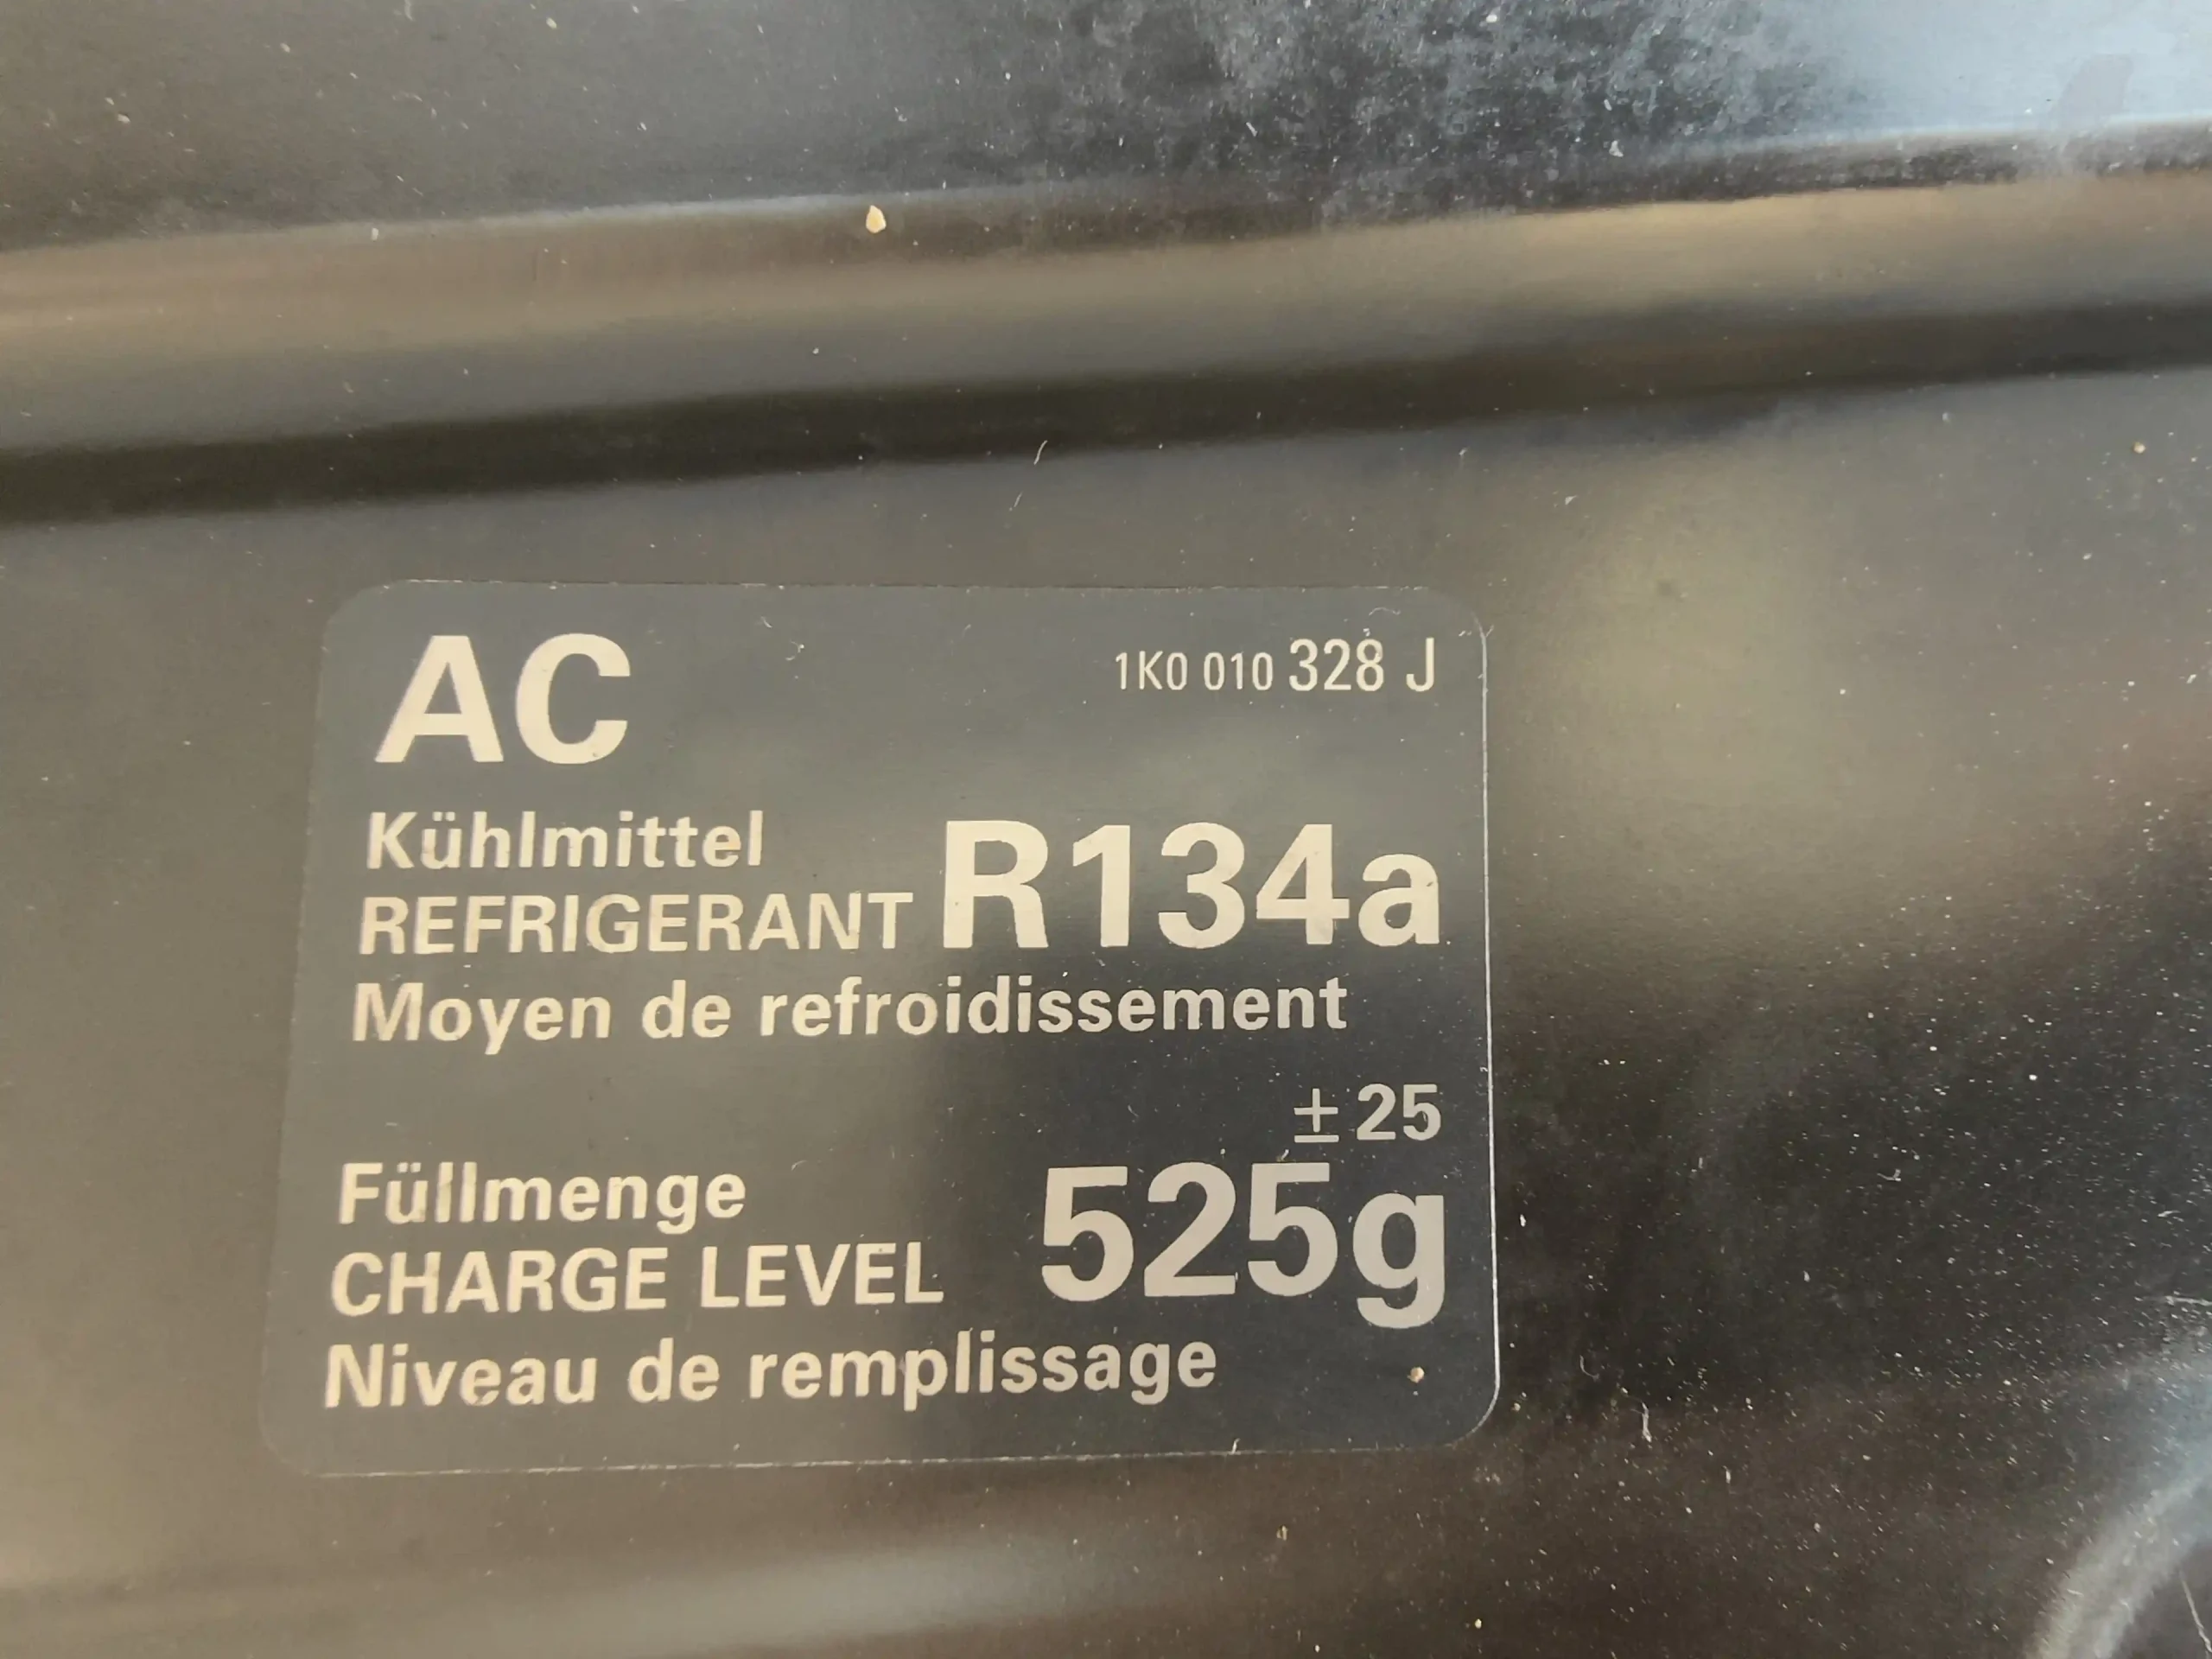 AC 1K0 010 328 J
Kühlmittel
REFRIGERANT R134a
Moyen de refroidissement
±25
Füllmenge
CHARGE LEVEL 525g
Niveau de remplissage